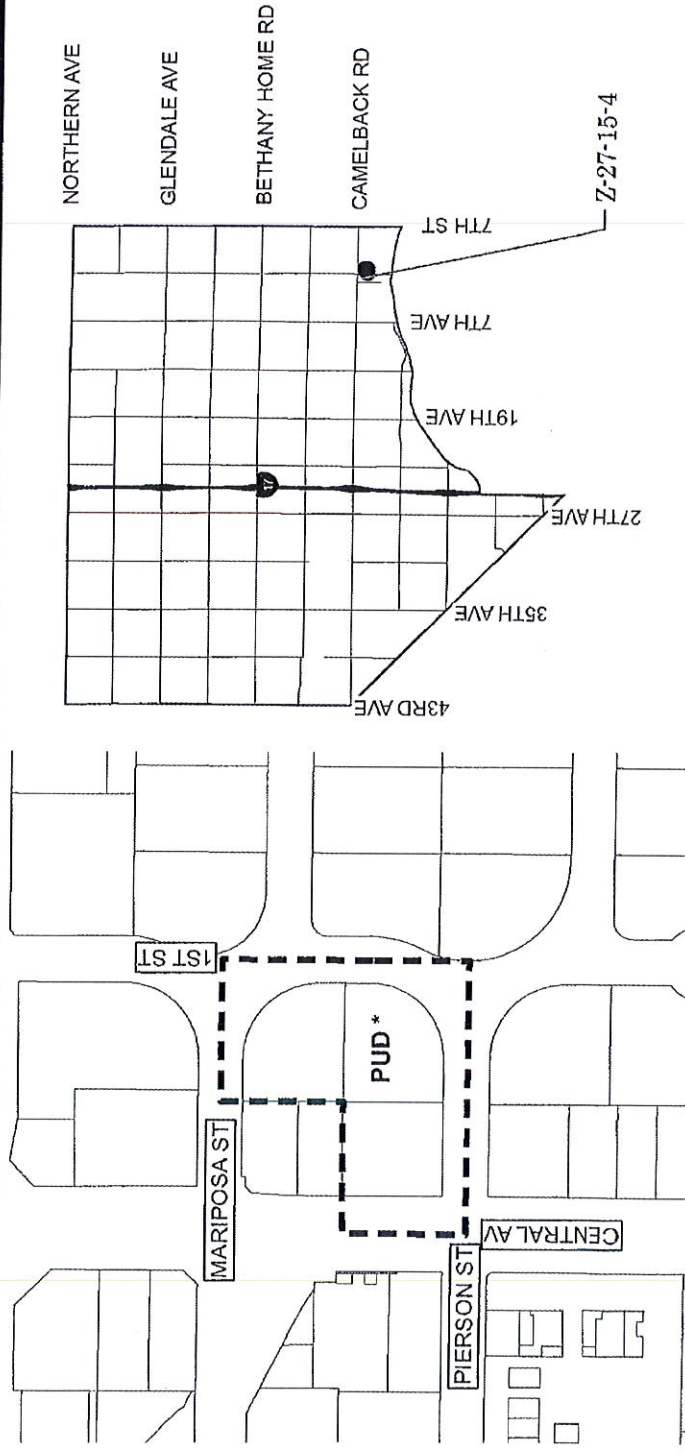 NORTHERN AVE
GLENDALE AVE
BETHANY HOME RD
CAMELBACK RD
7TH ST
7TH AVE
19TH AVE
27TH AVE
35TH AVE
43RD AVE
17
Z-27-15-4
1ST ST
MARIPOSA ST
PUD *
PIERSON ST
CENTRAL AV